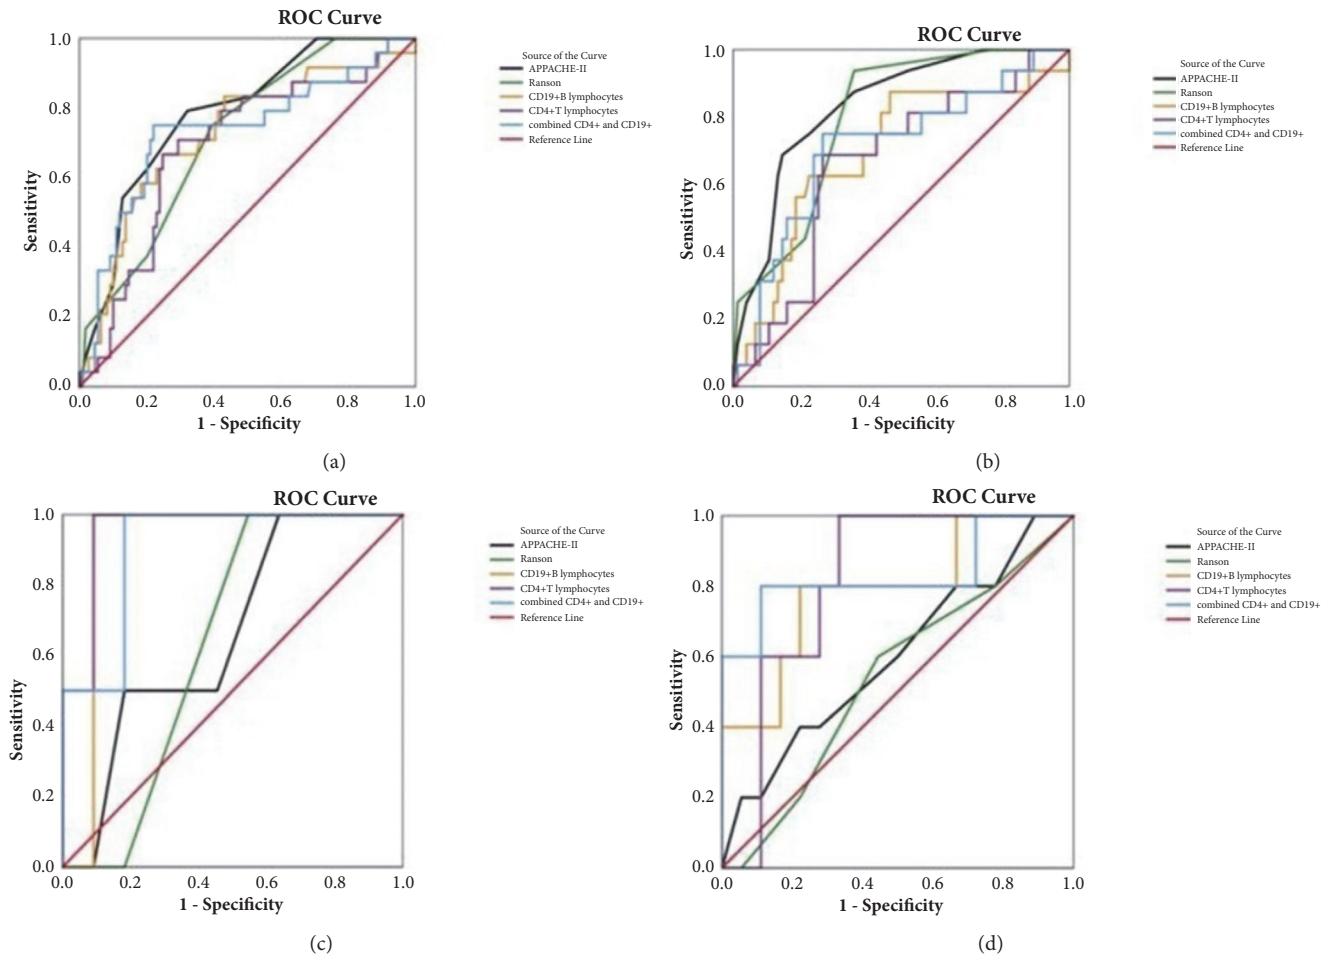 ROC Curve
1.0
0.8
0.6
0.4
0.2
0.0
Sensitivity
0.0 0.2 0.4 0.6 0.8 1.0
1 - Specificity
Source of the Curve
APPACHE-II
Ranson
CD19+B lymphocytes
CD4+T lymphocytes
combined CD4+ and CD19+
Reference Line
(a)
ROC Curve
1.0
0.8
0.6
0.4
0.2
0.0
Sensitivity
0.0 0.2 0.4 0.6 0.8 1.0
1 - Specificity
Source of the Curve
APPACHE-II
Ranson
CD19+B lymphocytes
CD4+T lymphocytes
combined CD4+ and CD19+
Reference Line
(b)
ROC Curve
1.0
0.8
0.6
0.4
0.2
0.0
Sensitivity
0.0 0.2 0.4 0.6 0.8 1.0
1 - Specificity
Source of the Curve
APPACHE-II
Ranson
CD19+B lymphocytes
CD4+T lymphocytes
combined CD4+ and CD19+
Reference Line
(c)
ROC Curve
1.0
0.8
0.6
0.4
0.2
0.0
Sensitivity
0.0 0.2 0.4 0.6 0.8 1.0
1 - Specificity
Source of the Curve
APPACHE-II
Ranson
CD19+B lymphocytes
CD4+T lymphocytes
combined CD4+ and CD19+
Reference Line
(d)